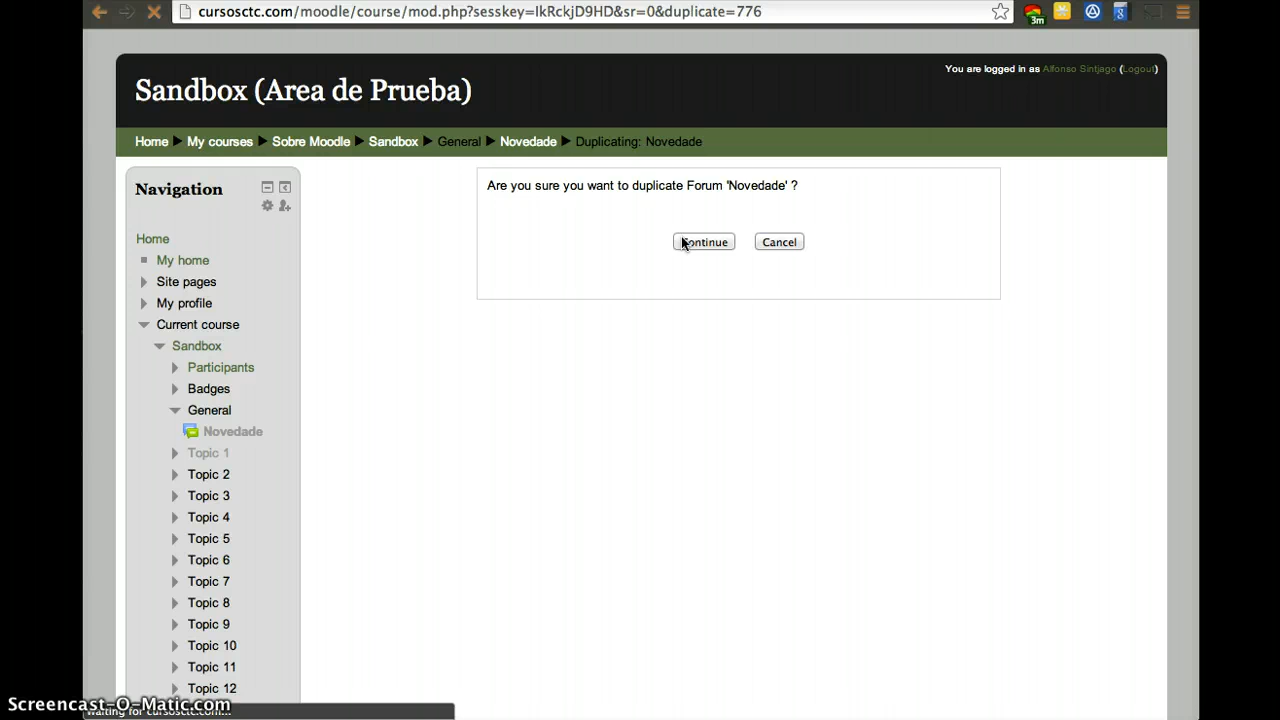 cursosctc.com/moodle/course/mod.php?sesskey=IkRckjD9HD&sr=0&duplicate=776
3m
Sandbox (Area de Prueba)
You are logged in as Alfonso Sintjago (Logout)
Home ▶ My courses ▶ Sobre Moodle ▶ Sandbox ▶ General ▶ Novedade ▶ Duplicating: Novedade
Navigation
Are you sure you want to duplicate Forum 'Novedade' ?
Continue Cancel
Home
My home
Site pages
My profile
Current course
Sandbox
Participants
Badges
General
Novedade
Topic 1
Topic 2
Topic 3
Topic 4
Topic 5
Topic 6
Topic 7
Topic 8
Topic 9
Topic 10
Topic 11
Topic 12
Screencast-O-Matic.com
Waiting for cursosctc.com...